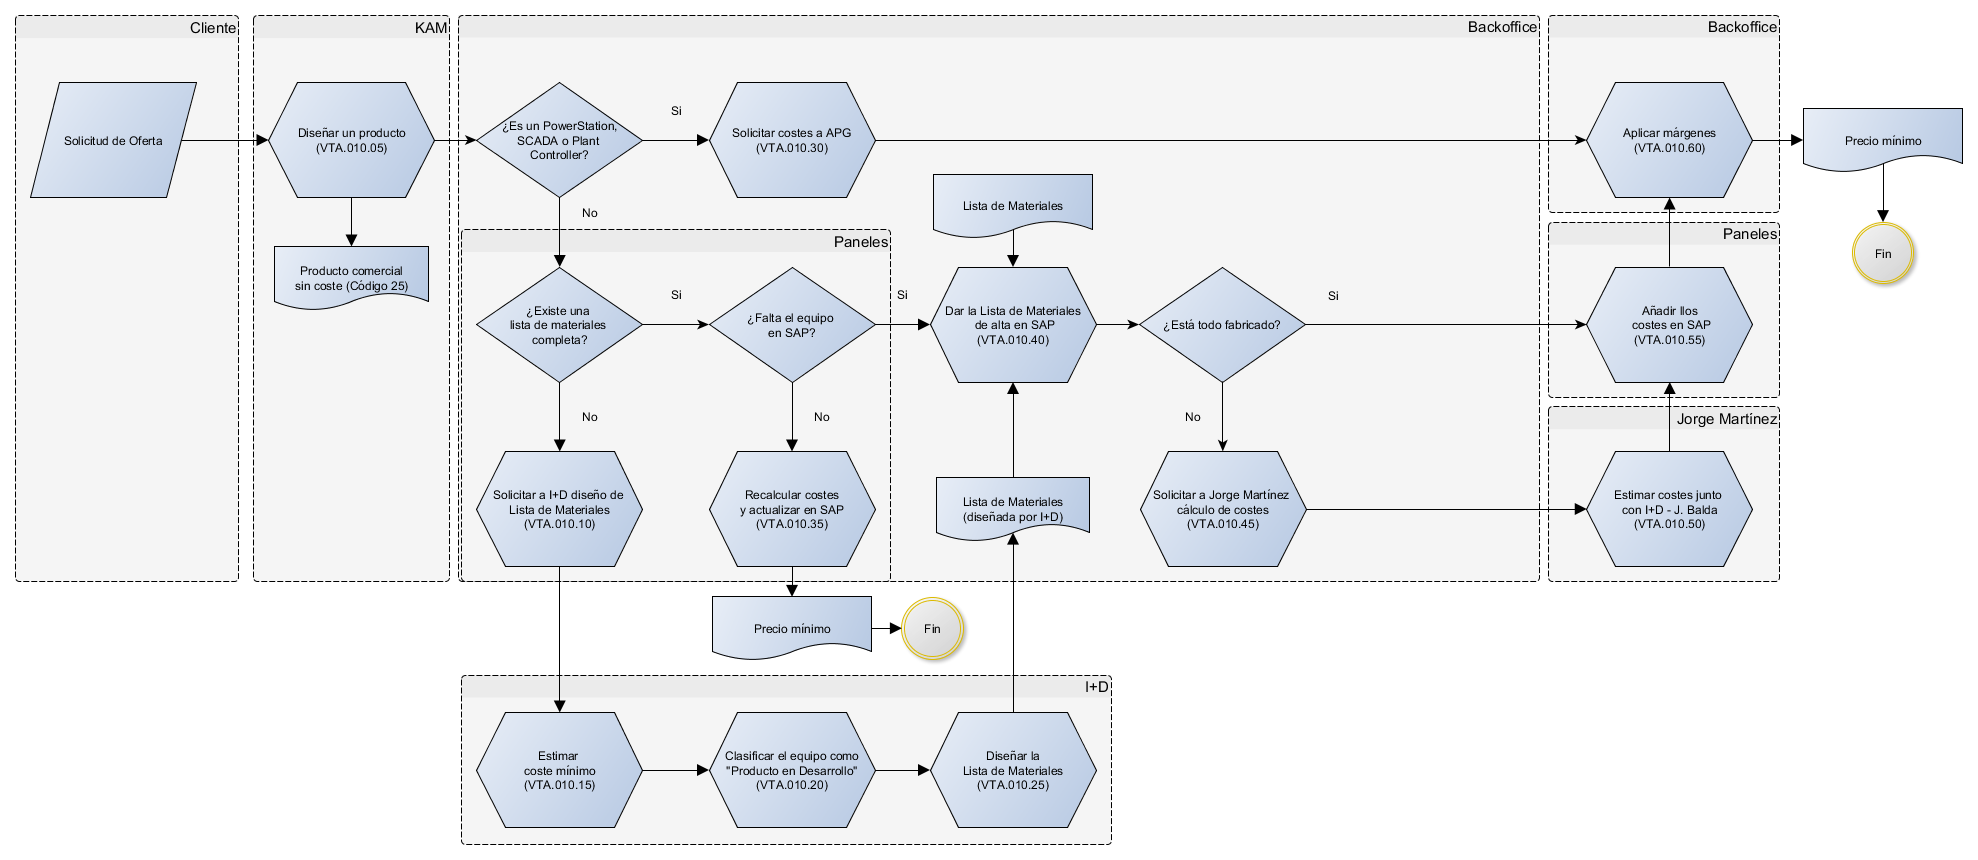 Cliente
KAM
Backoffice
Backoffice
Solicitud de Oferta
Diseñar un producto
(VTA.010.05)
¿Es un PowerStation,
SCADA o Plant
Controller?
Si
Solicitar costes a APG
(VTA.010.30)
Aplicar márgenes
(VTA.010.60)
Precio mínimo
Fin
No
Lista de Materiales
Producto comercial
sin coste (Código 25)
Paneles
Paneles
¿Existe una
lista de materiales
completa?
Si
¿Falta el equipo
en SAP?
Si
Dar la Lista de Materiales
de alta en SAP
(VTA.010.40)
¿Está todo fabricado?
Si
Añadir llos
costes en SAP
(VTA.010.55)
No
No
No
Jorge Martínez
Solicitar a I+D diseño de
Lista de Materiales
(VTA.010.10)
Recalcular costes
y actualizar en SAP
(VTA.010.35)
Lista de Materiales
(diseñada por I+D)
Solicitar a Jorge Martínez
cálculo de costes
(VTA.010.45)
Estimar costes junto
con I+D - J. Balda
(VTA.010.50)
Precio mínimo
Fin
I+D
Estimar
coste mínimo
(VTA.010.15)
Clasificar el equipo como
"Producto en Desarrollo"
(VTA.010.20)
Diseñar la
Lista de Materiales
(VTA.010.25)